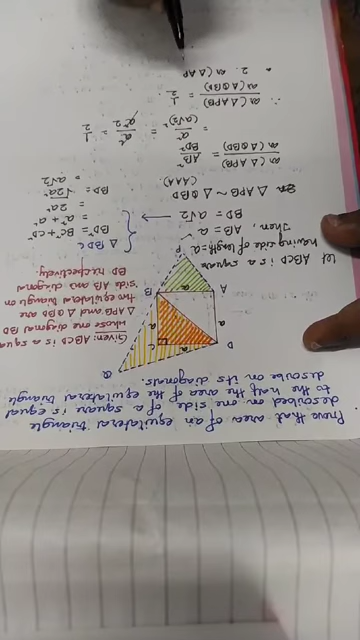 Prove that area of an equilateral triangle
described on one side of a square is equal
to the half the area of the equilateral triangle
describe on its diagonals.
Given: ABCD is a squa
whose one diagonal BD
△APB and △QBD are
two equilateral triangle on
side AB and diagonal
BD respectively.
Q
D
C
B
A
P
a
a
a
a
Let ABCD is a square
having side of length = a
Then, AB = a
BD = a√2
△BDC
BD² = BC² + CD²
= a² + a²
= 2a²
BD = √2a²
= a√2
△APB ~ △QBD
(AAA)
ar(△APB) / ar(△QBD) = AB² / BD²
= a² / (a√2)² = a² / a²2 = 1/2
∴ ar(△APB) / ar(△QBD) = 1/2
2. ar(△AP